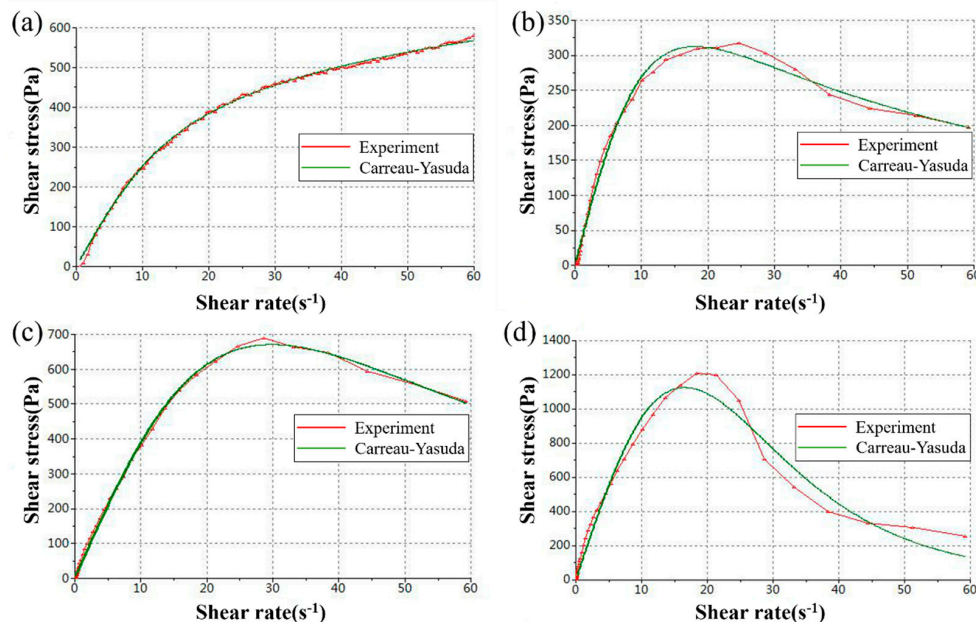 (a)
600
500
400
300
200
100
0
Shear stress(Pa)
Experiment
Carreau-Yasuda
0 10 20 30 40 50 60
Shear rate(s-1)
(b)
350
300
250
200
150
100
50
0
Shear stress(Pa)
Experiment
Carreau-Yasuda
0 10 20 30 40 50 60
Shear rate(s-1)
(c)
700
600
500
400
300
200
100
0
Shear stress(Pa)
Experiment
Carreau-Yasuda
0 10 20 30 40 50 60
Shear rate(s-1)
(d)
1400
1200
1000
800
600
400
200
0
Shear stress(Pa)
Experiment
Carreau-Yasuda
0 10 20 30 40 50 60
Shear rate(s-1)